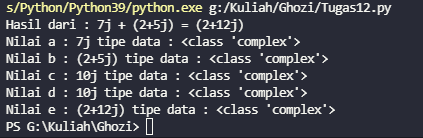 s/Python/Python39/python.exe g:/Kuliah/Ghozi/Tugas12.py
Hasil dari : 7j + (2+5j) = (2+12j)
Nilai a : 7j tipe data : <class 'complex'>
Nilai b : (2+5j) tipe data : <class 'complex'>
Nilai c : 10j tipe data : <class 'complex'>
Nilai d : 10j tipe data : <class 'complex'>
Nilai e : (2+12j) tipe data : <class 'complex'>
PS G:\Kuliah\Ghozi>